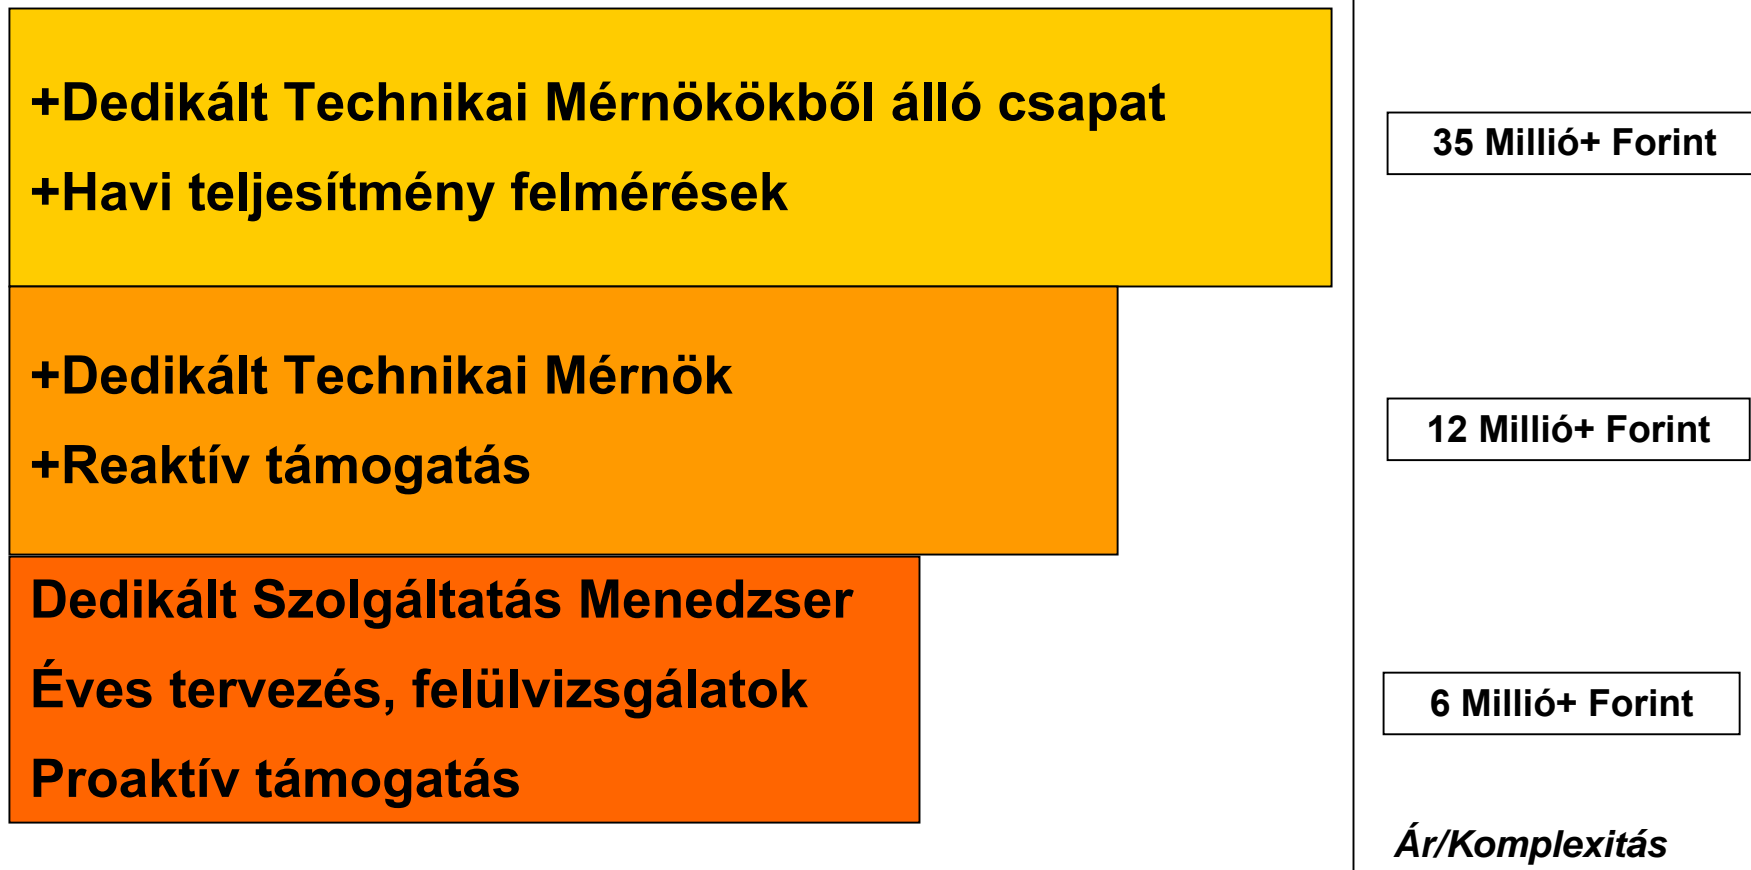 +Dedikált Technikai Mérnökökből álló csapat
+Havi teljesítmény felmérések
35 Millió+ Forint
+Dedikált Technikai Mérnök
+Reaktív támogatás
12 Millió+ Forint
Dedikált Szolgáltatás Menedzser
Éves tervezés, felülvizsgálatok
Proaktív támogatás
6 Millió+ Forint
Ár/Komplexitás